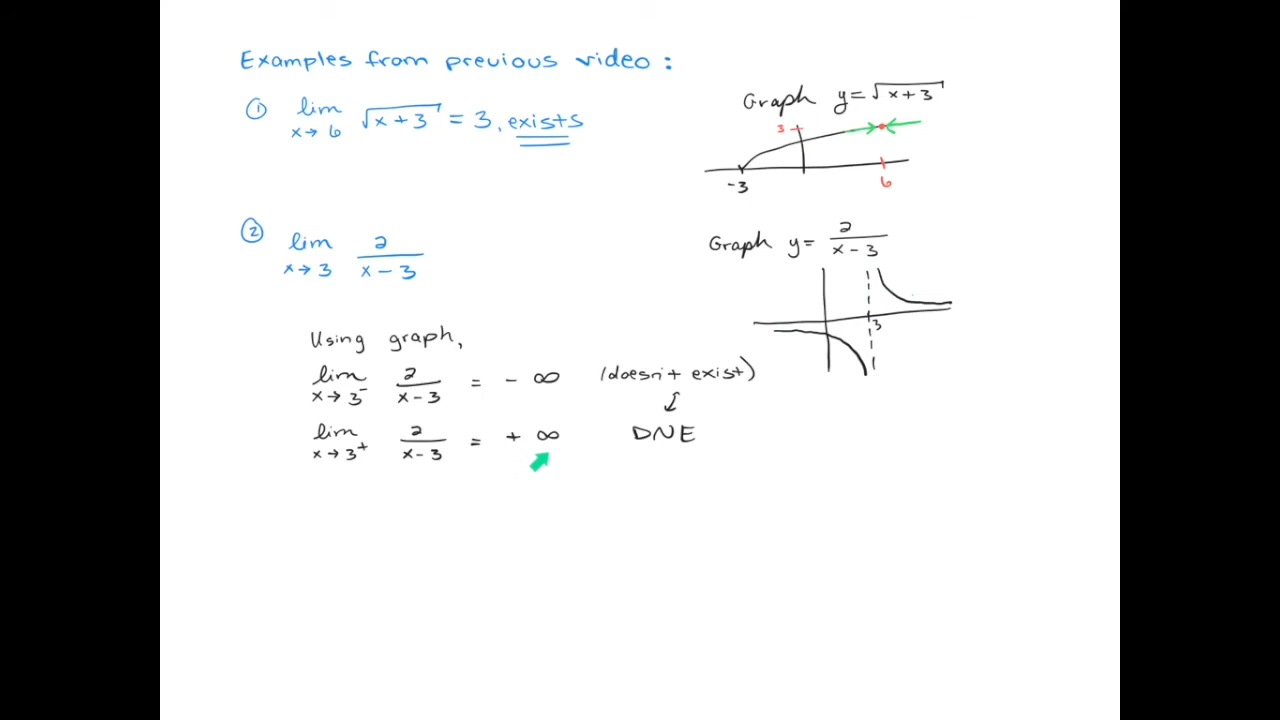 Examples from previous video :
① lim x→6 √x+3 = 3, exists
Graph y = √x+3
3
-3
6
② lim x→3 2/(x-3)
Graph y = 2/(x-3)
3
Using graph,
lim x→3⁻ 2/(x-3) = - ∞ (doesn't exist)
lim x→3⁺ 2/(x-3) = + ∞ DNE